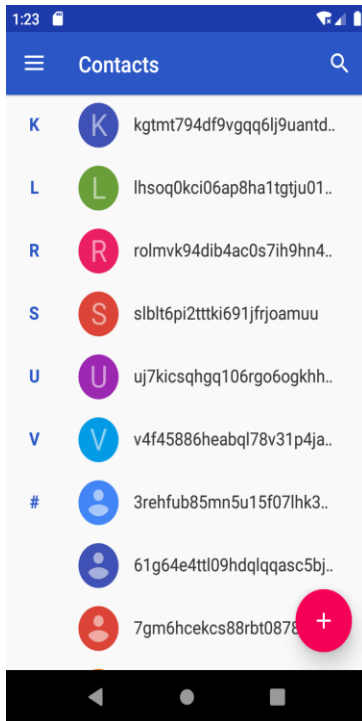 1:23
Contacts
K K kgtmt794df9vgqq6lj9uantd..
L L lhsoq0kci06ap8ha1tgtju01..
R R rolmvk94dib4ac0s7ih9hn4..
S S slblt6pi2tttki691jfrjoamuu
U U uj7kicsqhgq106rgo6ogkhh..
V V v4f45886heabql78v31p4ja..
# 3rehfub85mn5u15f07lhk3..
61g64e4ttl09hdqlqqasc5bj..
7gm6hcekcs88rbt0878